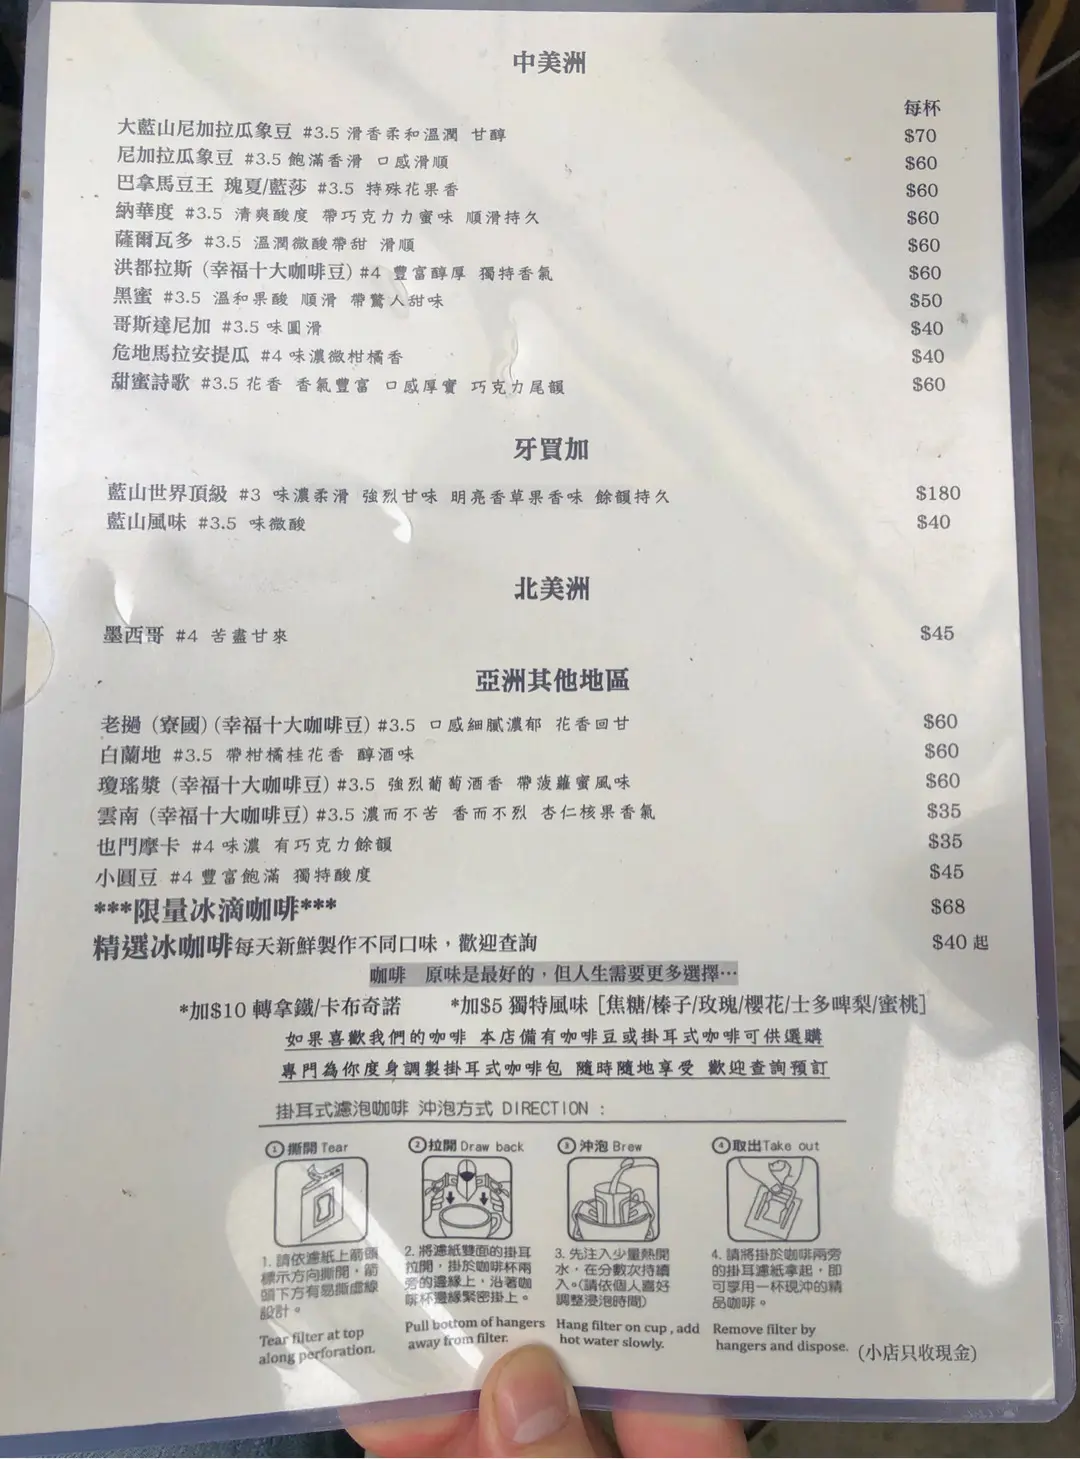 中美洲
每杯
大藍山尼加拉瓜象豆 #3.5 滑香柔和溫潤 甘醇 $70
尼加拉瓜象豆 #3.5 飽滿香滑 口感滑順 $60
巴拿馬豆王 瑰夏/藍莎 #3.5 特殊花果香 $60
納華度 #3.5 清爽酸度 帶巧克力力蜜味 順滑持久 $60
薩爾瓦多 #3.5 溫潤微酸帶甜 滑順 $60
洪都拉斯 (幸福十大咖啡豆) #4 豐富醇厚 獨特香氣 $60
黑蜜 #3.5 溫和果酸 順滑 帶驚人甜味 $50
哥斯達尼加 #3.5 味圓滑 $40
危地馬拉安提瓜 #4 味濃微柑橘香 $40
甜蜜詩歌 #3.5 花香 香氣豐富 口感厚實 巧克力尾韻 $60
牙買加
藍山世界頂級 #3 味濃柔滑 強烈甘味 明亮香草果香味 餘韻持久 $180
藍山風味 #3.5 味微酸 $40
北美洲
墨西哥 #4 苦盡甘來 $45
亞洲其他地區
老撾 (寮國) (幸福十大咖啡豆) #3.5 口感細膩濃郁 花香回甘 $60
白蘭地 #3.5 帶柑橘桂花香 醇酒味 $60
瓊瑤漿 (幸福十大咖啡豆) #3.5 強烈葡萄酒香 帶菠蘿蜜風味 $60
雲南 (幸福十大咖啡豆) #3.5 濃而不苦 香而不烈 杏仁核果香氣 $35
也門摩卡 #4 味濃 有巧克力餘韻 $35
小圓豆 #4 豐富飽滿 獨特酸度 $45
***限量冰滴咖啡*** $68
精選冰咖啡每天新鮮製作不同口味，歡迎查詢 $40 起
咖啡 原味是最好的，但人生需要更多選擇…
*加$10 轉拿鐵/卡布奇諾 *加$5 獨特風味 [焦糖/榛子/玫瑰/櫻花/士多啤梨/蜜桃]
如果喜歡我們的咖啡 本店備有咖啡豆或掛耳式咖啡可供選購
專門為你度身調製掛耳式咖啡包 隨時隨地享受 歡迎查詢預訂
掛耳式濾泡咖啡 沖泡方式 DIRECTION :
① 撕開 Tear
② 拉開 Draw back
③ 沖泡 Brew
④ 取出 Take out
1. 請依濾紙上箭頭
標示方向撕開，箭
頭下方有易撕虛線
設計。
Tear filter at top
along perforation.
2. 將濾紙雙面的掛耳
拉開，掛於咖啡杯兩
旁的邊緣上，沿著咖
啡杯邊緣緊密掛上。
Pull bottom of hangers
away from filter.
3. 先注入少量熱開
水，在分數次持續
入。(請依個人喜好
調整浸泡時間)
Hang filter on cup , add
hot water slowly.
4. 請將掛於咖啡兩旁
的掛耳濾紙拿起，即
可享用一杯現沖的精
品咖啡。
Remove filter by
hangers and dispose.
(小店只收現金)